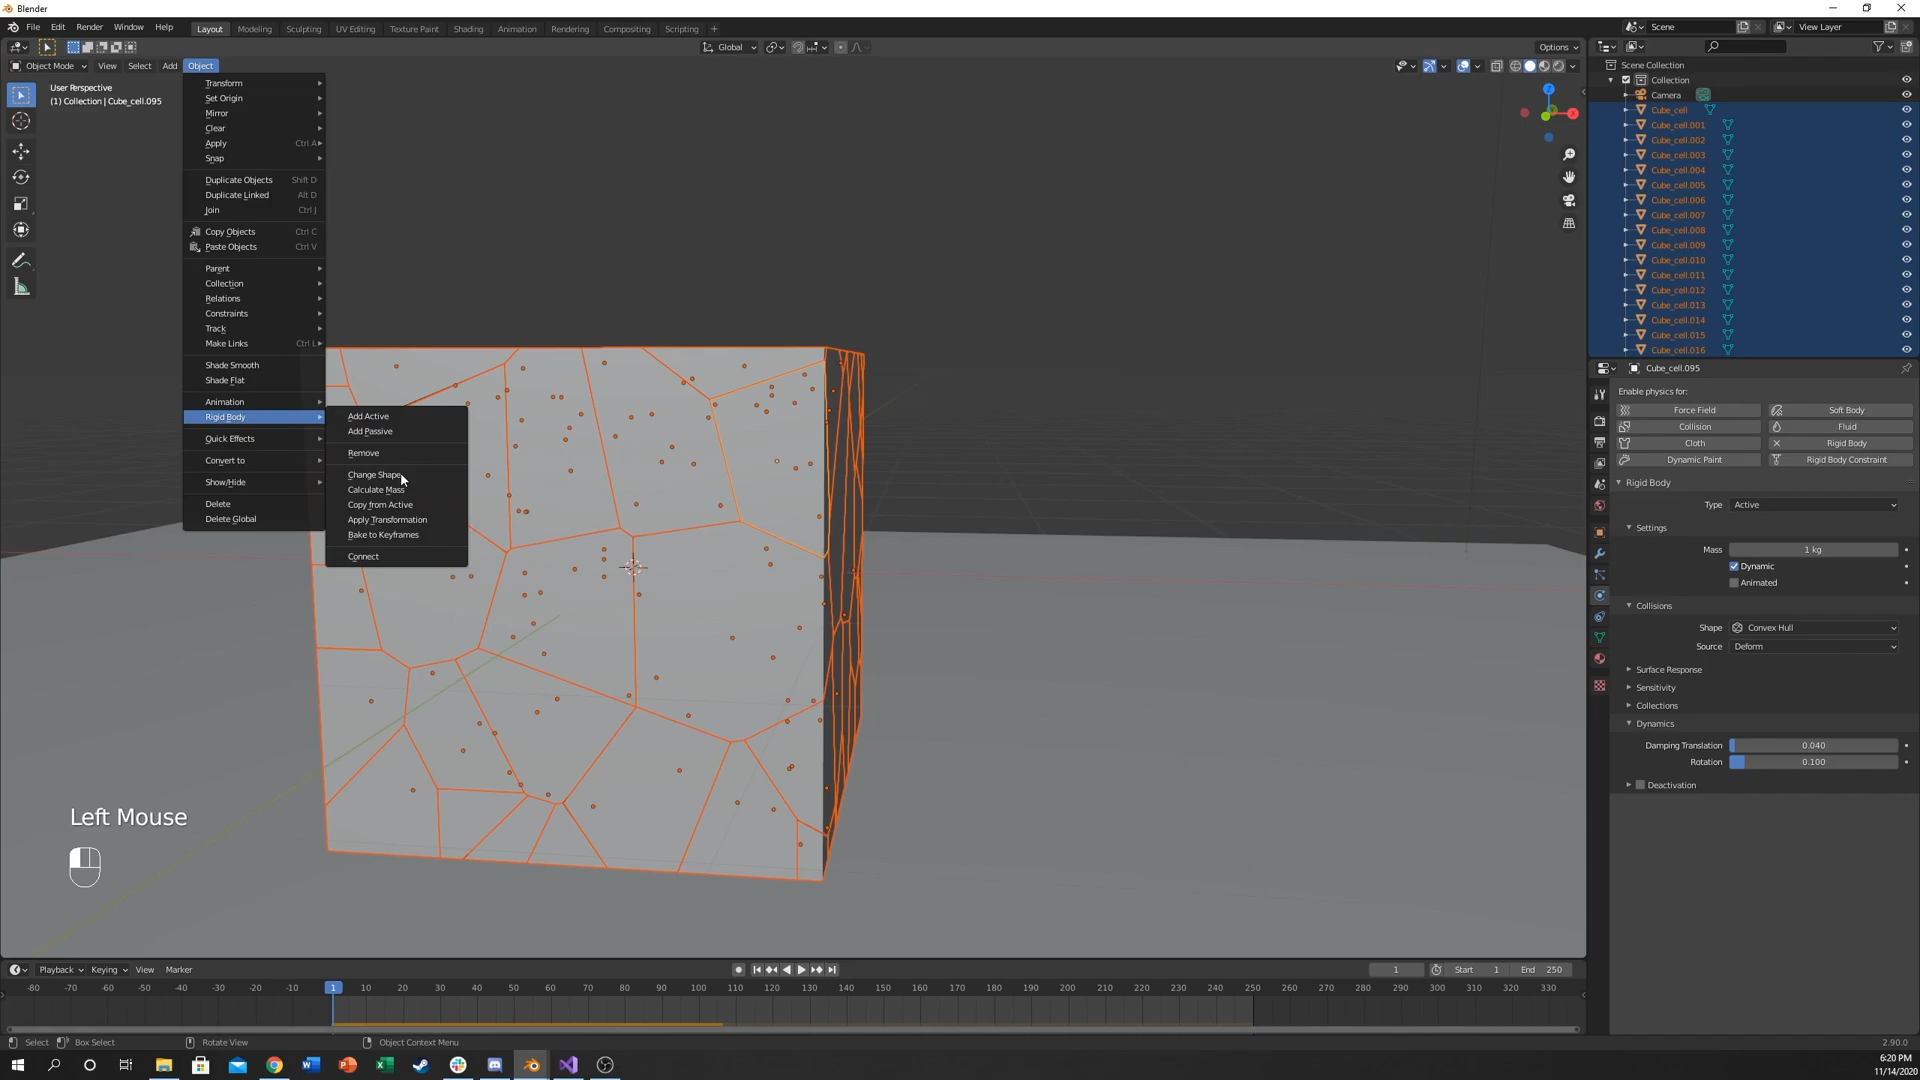 Blender
File Edit Render Window Help
Layout Modeling Sculpting UV Editing Texture Paint Shading Animation Rendering Compositing Scripting +
Scene
View Layer
Global
Options
Object Mode View Select Add Object
User Perspective
(1) Collection | Cube_cell.095
Transform
Set Origin
Mirror
Clear
Apply Ctrl A
Snap
Duplicate Objects Shift D
Duplicate Linked Alt D
Join Ctrl J
Copy Objects Ctrl C
Paste Objects Ctrl V
Parent
Collection
Relations
Constraints
Track
Make Links Ctrl L
Shade Smooth
Shade Flat
Animation
Rigid Body
Quick Effects
Convert to
Show/Hide
Delete
Delete Global
Add Active
Add Passive
Remove
Change Shape
Calculate Mass
Copy from Active
Apply Transformation
Bake to Keyframes
Connect
Z
X
Scene Collection
Collection
Camera
Cube_cell
Cube_cell.001
Cube_cell.002
Cube_cell.003
Cube_cell.004
Cube_cell.005
Cube_cell.006
Cube_cell.007
Cube_cell.008
Cube_cell.009
Cube_cell.010
Cube_cell.011
Cube_cell.012
Cube_cell.013
Cube_cell.014
Cube_cell.015
Cube_cell.016
Cube_cell.095
Enable physics for:
Force Field Soft Body
Collision Fluid
Cloth Rigid Body
Dynamic Paint Rigid Body Constraint
Rigid Body
Type Active
Settings
Mass 1 kg
Dynamic
Animated
Collisions
Shape Convex Hull
Source Deform
Surface Response
Sensitivity
Collections
Dynamics
Damping Translation 0.040
Rotation 0.100
Deactivation
Left Mouse
Playback Keying View Marker
1 Start 1 End 250
-80 -70 -60 -50 -40 -30 -20 -10 1 10 20 30 40 50 60 70 80 90 100 110 120 130 140 150 160 170 180 190 200 210 220 230 240 250 260 270 280 290 300 310 320 330
Select Box Select Rotate View Object Context Menu
2.90.0
6:20 PM
11/14/2020